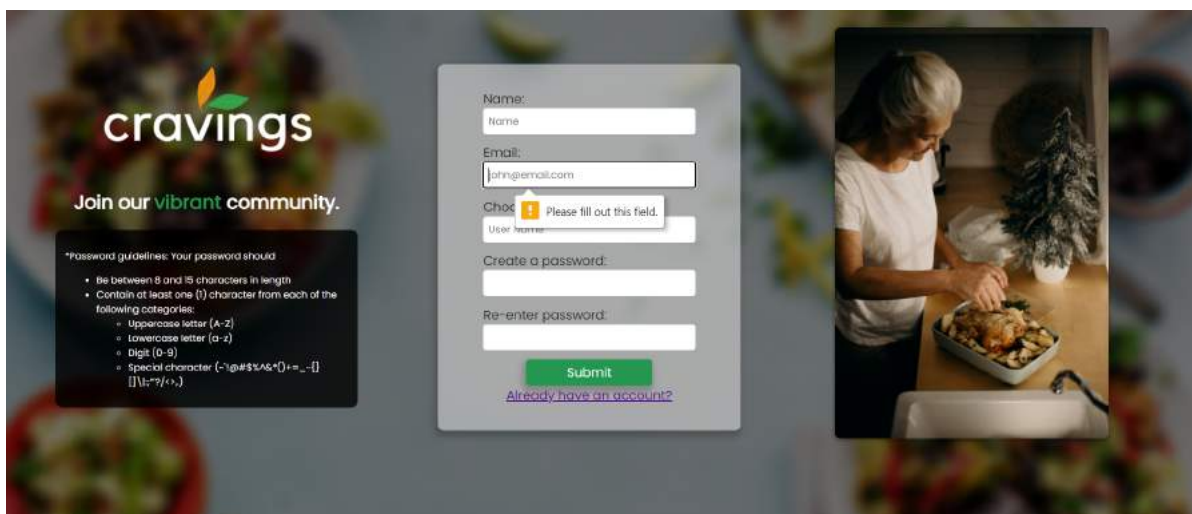 cravings
Join our vibrant community.
*Password guidelines: Your password should
• Be between 8 and 15 characters in length
• Contain at least one (1) character from each of the
following categories:
○ Uppercase letter (A-Z)
○ Lowercase letter (a-z)
○ Digit (0-9)
○ Special character
Name:
Name
Email:
john@email.com
Please fill out this field.
User Name
Create a password:
Re-enter password:
Submit
Already have an account?